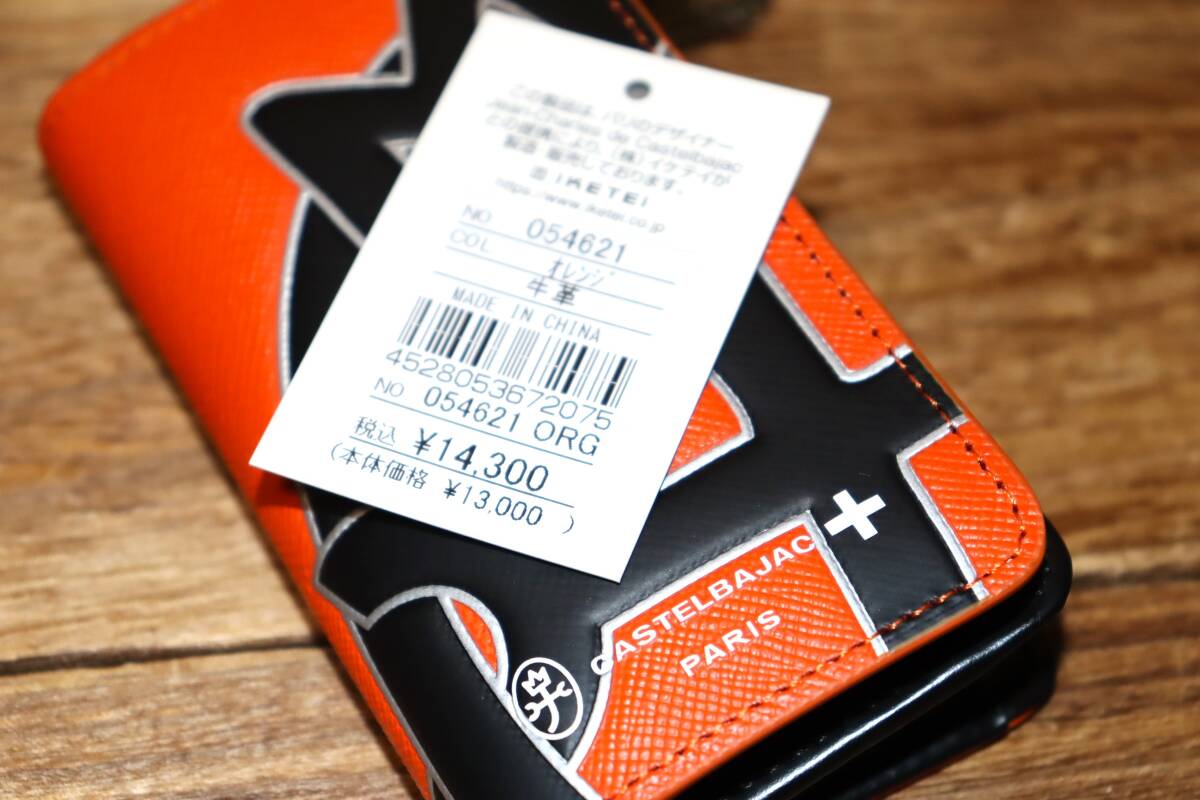 この製品は、パリのデザイナー
Jean-Charles de Castelbajac
との提携により、(株)イケテイが
製造 販売しております。
IKETEI
https://www.iketei.co.jp
NO 054621
COL オレンジ
牛革
MADE IN CHINA
4528053672075
NO 054621 ORG
税込 ¥14,300
(本体価格 ¥13,000 )
CASTELBAJAC
PARIS